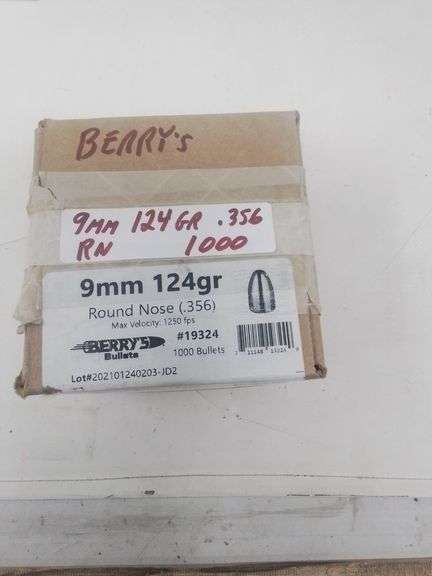 BERRY's
9mm 124GR .356
RN 1000
9mm 124gr
Round Nose (.356)
Max Velocity: 1250 fps
BERRY'S
Bullets
#19324
1000 Bullets
Lot#202101240203-JD2